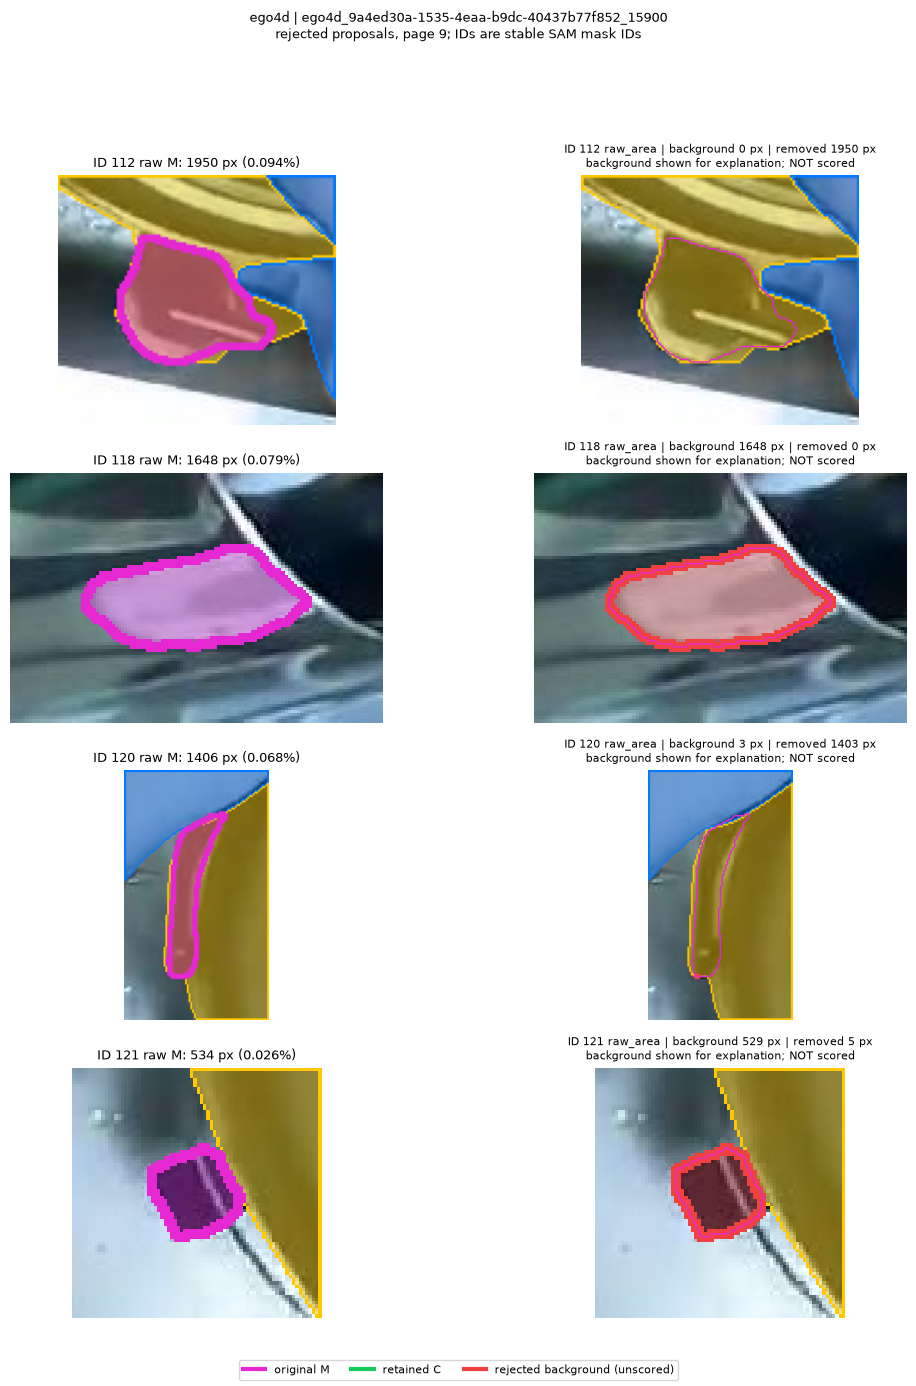 ego4d | ego4d_9a4ed30a-1535-4eaa-b9dc-40437b77f852_15900
rejected proposals, page 9; IDs are stable SAM mask IDs
ID 112 raw M: 1950 px (0.094%)
ID 112 raw_area | background 0 px | removed 1950 px
background shown for explanation; NOT scored
ID 118 raw M: 1648 px (0.079%)
ID 118 raw_area | background 1648 px | removed 0 px
background shown for explanation; NOT scored
ID 120 raw M: 1406 px (0.068%)
ID 120 raw_area | background 3 px | removed 1403 px
background shown for explanation; NOT scored
ID 121 raw M: 534 px (0.026%)
ID 121 raw_area | background 529 px | removed 5 px
background shown for explanation; NOT scored
original M
retained C
rejected background (unscored)